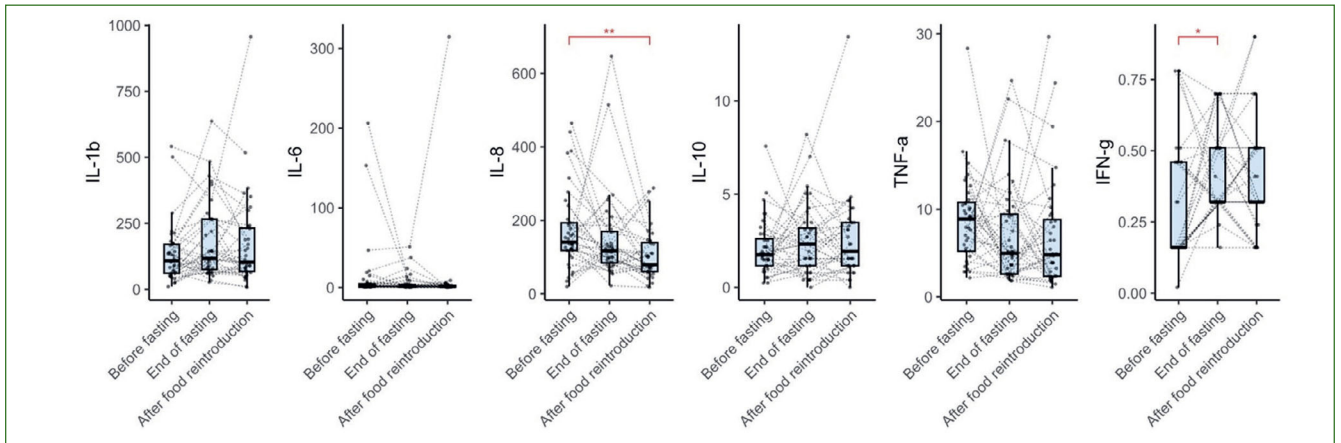 IL-1b
1000
750
500
250
0
Before fasting
End of fasting
After food reintroduction
IL-6
300
200
100
0
Before fasting
End of fasting
After food reintroduction
IL-8
600
400
200
0
**
Before fasting
End of fasting
After food reintroduction
IL-10
10
5
0
Before fasting
End of fasting
After food reintroduction
TNF-a
30
20
10
0
Before fasting
End of fasting
After food reintroduction
IFN-g
0.75
0.50
0.25
0.00
*
Before fasting
End of fasting
After food reintroduction